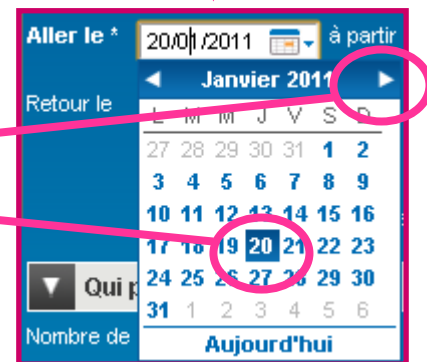 Aller le * 20/01/2011 à partir
Janvier 2011
Retour le
L M M J V S D
27 28 29 30 31 1 2
3 4 5 6 7 8 9
10 11 12 13 14 15 16
17 18 19 20 21 22 23
Qui
24 25 26 27 28 29 30
31 1 2 3 4 5 6
Nombre de
Aujourd'hui